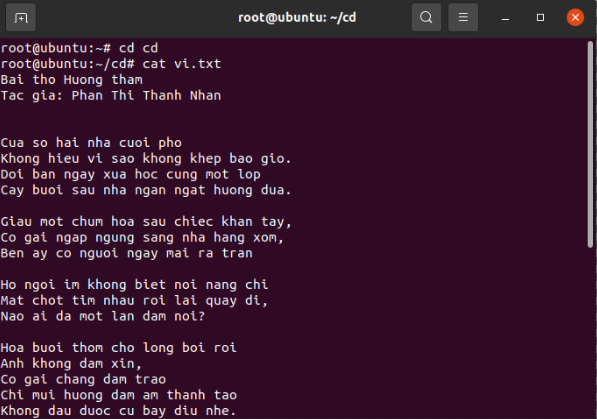 root@ubuntu: ~/cd
root@ubuntu:~# cd cd
root@ubuntu:~/cd# cat vi.txt
Bai tho Huong tham
Tac gia: Phan Thi Thanh Nhan
Cua so hai nha cuoi pho
Khong hieu vi sao khong khep bao gio.
Doi ban ngay xua hoc cung mot lop
Cay buoi sau nha ngan ngat huong dua.
Giau mot chum hoa sau chiec khan tay,
Co gai ngap ngung sang nha hang xom,
Ben ay co nguoi ngay mai ra tran
Ho ngoi im khong biet noi nang chi
Mat chot tim nhau roi lai quay di,
Nao ai da mot lan dam noi?
Hoa buoi thom cho long boi roi
Anh khong dam xin,
Co gai chang dam trao
Chi mui huong dam am thanh tao
Khong dau duoc cu bay diu nhe.